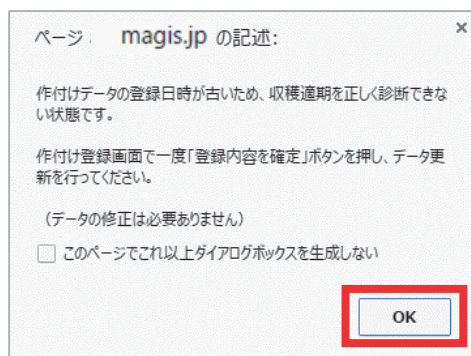 ページ magis.jp の記述:
作付けデータの登録日時が古いため、収穫適期を正しく診断できな
い状態です。
作付け登録画面で一度「登録内容を確定」ボタンを押し、データ更
新を行ってください。
（データの修正は必要ありません）
このページでこれ以上ダイアログボックスを生成しない
OK